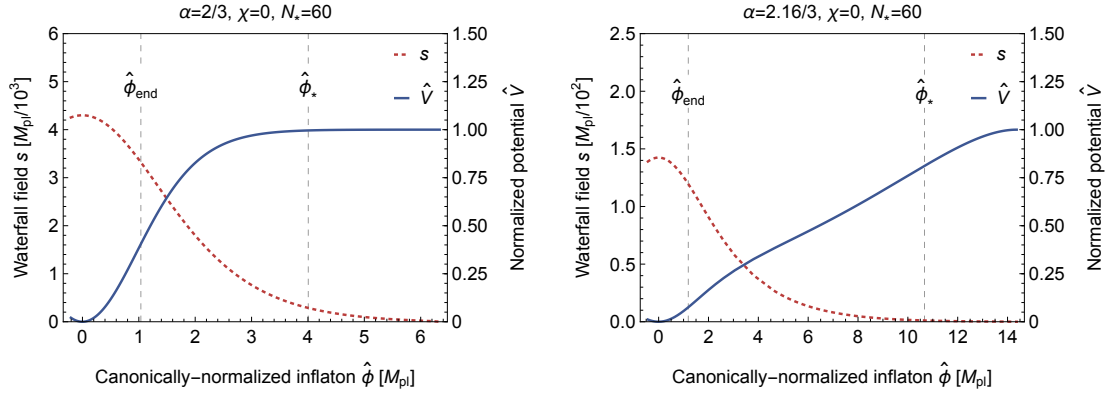 α=2/3, χ=0, N*=60
Waterfall field s [Mpl/10³]
6
5
4
3
2
1
0
ϕ̂end
ϕ̂*
s
V̂
1.50
1.25
1.00
0.75
0.50
0.25
0
Normalized potential V̂
0 1 2 3 4 5 6
Canonically-normalized inflaton ϕ̂ [Mpl]
α=2.16/3, χ=0, N*=60
Waterfall field s [Mpl/10²]
2.5
2.0
1.5
1.0
0.5
0.0
ϕ̂end
ϕ̂*
s
V̂
1.50
1.25
1.00
0.75
0.50
0.25
0
Normalized potential V̂
0 2 4 6 8 10 12 14
Canonically-normalized inflaton ϕ̂ [Mpl]